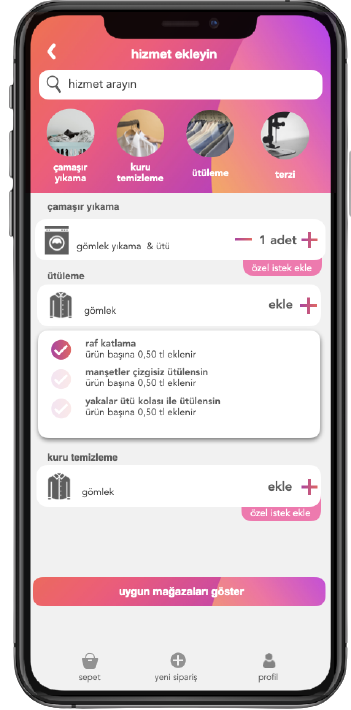 hizmet ekleyin
hizmet arayın
çamaşır
yıkama
kuru
temizleme
ütüleme
terzi
çamaşır yıkama
gömlek yıkama & ütü
1 adet
özel istek ekle
ütüleme
gömlek
ekle
raf katlama
ürün başına 0,50 tl eklenir
manşetler çizgisiz ütülensin
ürün başına 0,50 tl eklenir
yakalar ütü kolası ile ütülensin
ürün başına 0,50 tl eklenir
kuru temizleme
gömlek
ekle
özel istek ekle
uygun mağazaları göster
sepet
yeni sipariş
profil